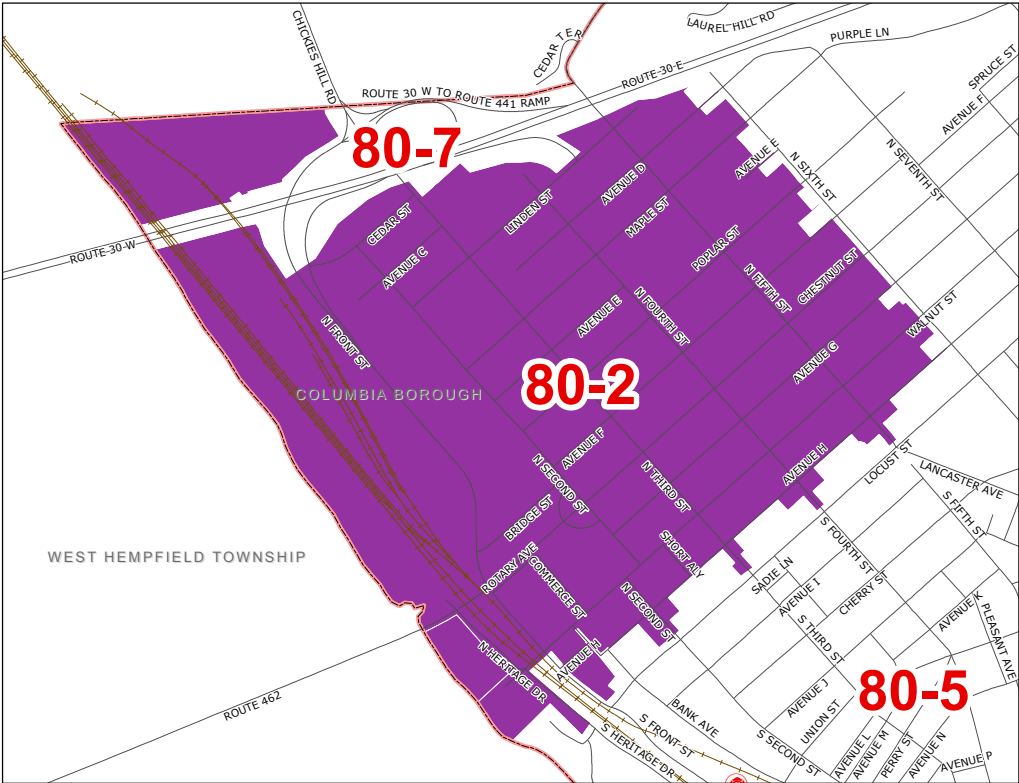 CHICKIES HILL RD
CEDAR TER
LAUREL HILL RD
PURPLE LN
ROUTE 30 E
SPRUCE ST
ROUTE 30 W TO ROUTE 441 RAMP
AVENUE F
80-7
N SEVENTH ST
AVENUE E
N SIXTH ST
AVENUE D
LINDEN ST
MAPLE ST
CEDAR ST
POPLAR ST
ROUTE 30 W
AVENUE C
N FIFTH ST
CHESTNUT ST
AVENUE E
N FOURTH ST
WALNUT ST
N FRONT ST
AVENUE G
80-2
COLUMBIA BOROUGH
AVENUE F
N SECOND ST
N THIRD ST
AVENUE H
LOCUST ST
LANCASTER AVE
S FIFTH ST
BRIDGE ST
S FOURTH ST
WEST HEMPFIELD TOWNSHIP
ROTARY AVE
COMMERCE ST
SHORT ALY
SADIE LN
AVENUE I
CHERRY ST
N SECOND ST
AVENUE K
PLEASANT AVE
S THIRD ST
AVENUE H
N HERITAGE DR
80-5
ROUTE 462
AVENUE J
UNION ST
BANK AVE
S FRONT ST
S SECOND ST
S HERITAGE DR
AVENUE L
AVENUE M
PERRY ST
AVENUE N
AVENUE P